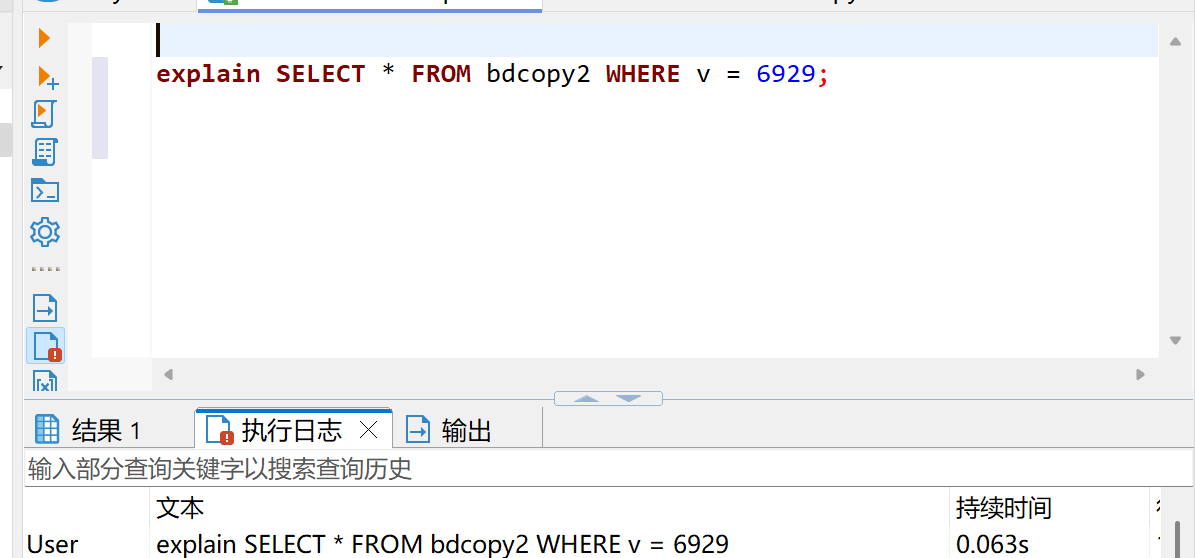 explain SELECT * FROM bdcopy2 WHERE v = 6929;
结果 1
执行日志
输出
输入部分查询关键字以搜索查询历史
文本 持续时间
User explain SELECT * FROM bdcopy2 WHERE v = 6929 0.063s